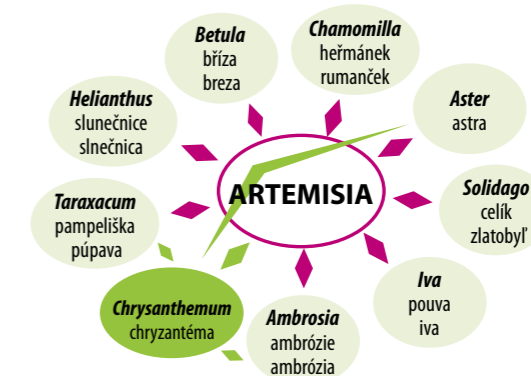 Betula
bříza
breza
Chamomilla
heřmánek
rumanček
Helianthus
slunečnice
slnečnica
Aster
astra
ARTEMISIA
Taraxacum
pampeliška
púpava
Solidago
celík
zlatobyľ
Chrysanthemum
chryzantéma
Ambrosia
ambrózie
ambrózia
Iva
pouva
iva